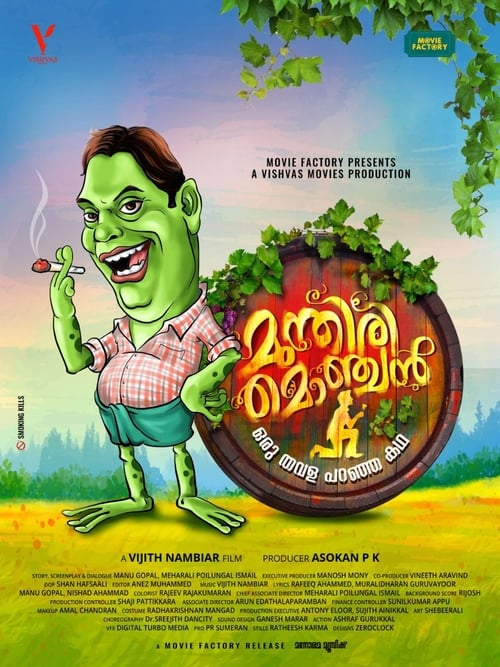 VISHVAS
MOVIE
FACTORY
MOVIE FACTORY PRESENTS
A VISHVAS MOVIES PRODUCTION
മുന്തിരി
മൊഞ്ചൻ
ഒരു തവള പറഞ്ഞ കഥ
SMOKING KILLS
A VIJITH NAMBIAR FILM PRODUCER ASOKAN P K
STORY, SCREENPLAY & DIALOGUE MANU GOPAL, MEHARALI POILUNGAL ISMAIL EXECUTIVE PRODUCER MANOSH MONY CO-PRODUCER VINEETH ARAVIND
DOP SHAN HAFSAALI EDITOR ANEZ MUHAMMED MUSIC VIJITH NAMBIAR LYRICS RAFEEQ AHAMMED, MURALIDHARAN GURUVAYOOR
MANU GOPAL, NISHAD AHAMMAD COLORIST RAJEEV RAJAKUMARAN CHIEF ASSOCIATE DIRECTOR MEHARALI POILUNGAL ISMAIL BACKGROUND SCORE RIJOSH
PRODUCTION CONTROLLER SHAJI PATTIKKARA ASSOCIATE DIRECTOR ARUN EDATHALAPARAMBAN FINANCE CONTROLLER SUNILKUMAR APPU
MAKEUP AMAL CHANDRAN COSTUME RADHAKRISHNAN MANGAD PRODUCTION EXECUTIVE ANTONY ELOOR, SUJITH AINIKKAL ART SHEBEERALI
CHOREOGRAPHY Dr.SREEJITH DANCITY SOUND DESIGN GANESH MARAR ACTION ASHRAF GURUKKAL
VFX DIGITAL TURBO MEDIA PRO PR SUMERAN STILLS RATHEESH KARMA DESIGNS ZEROCLOCK
A MOVIE FACTORY RELEASE മനോരമ മ്യൂസിക്